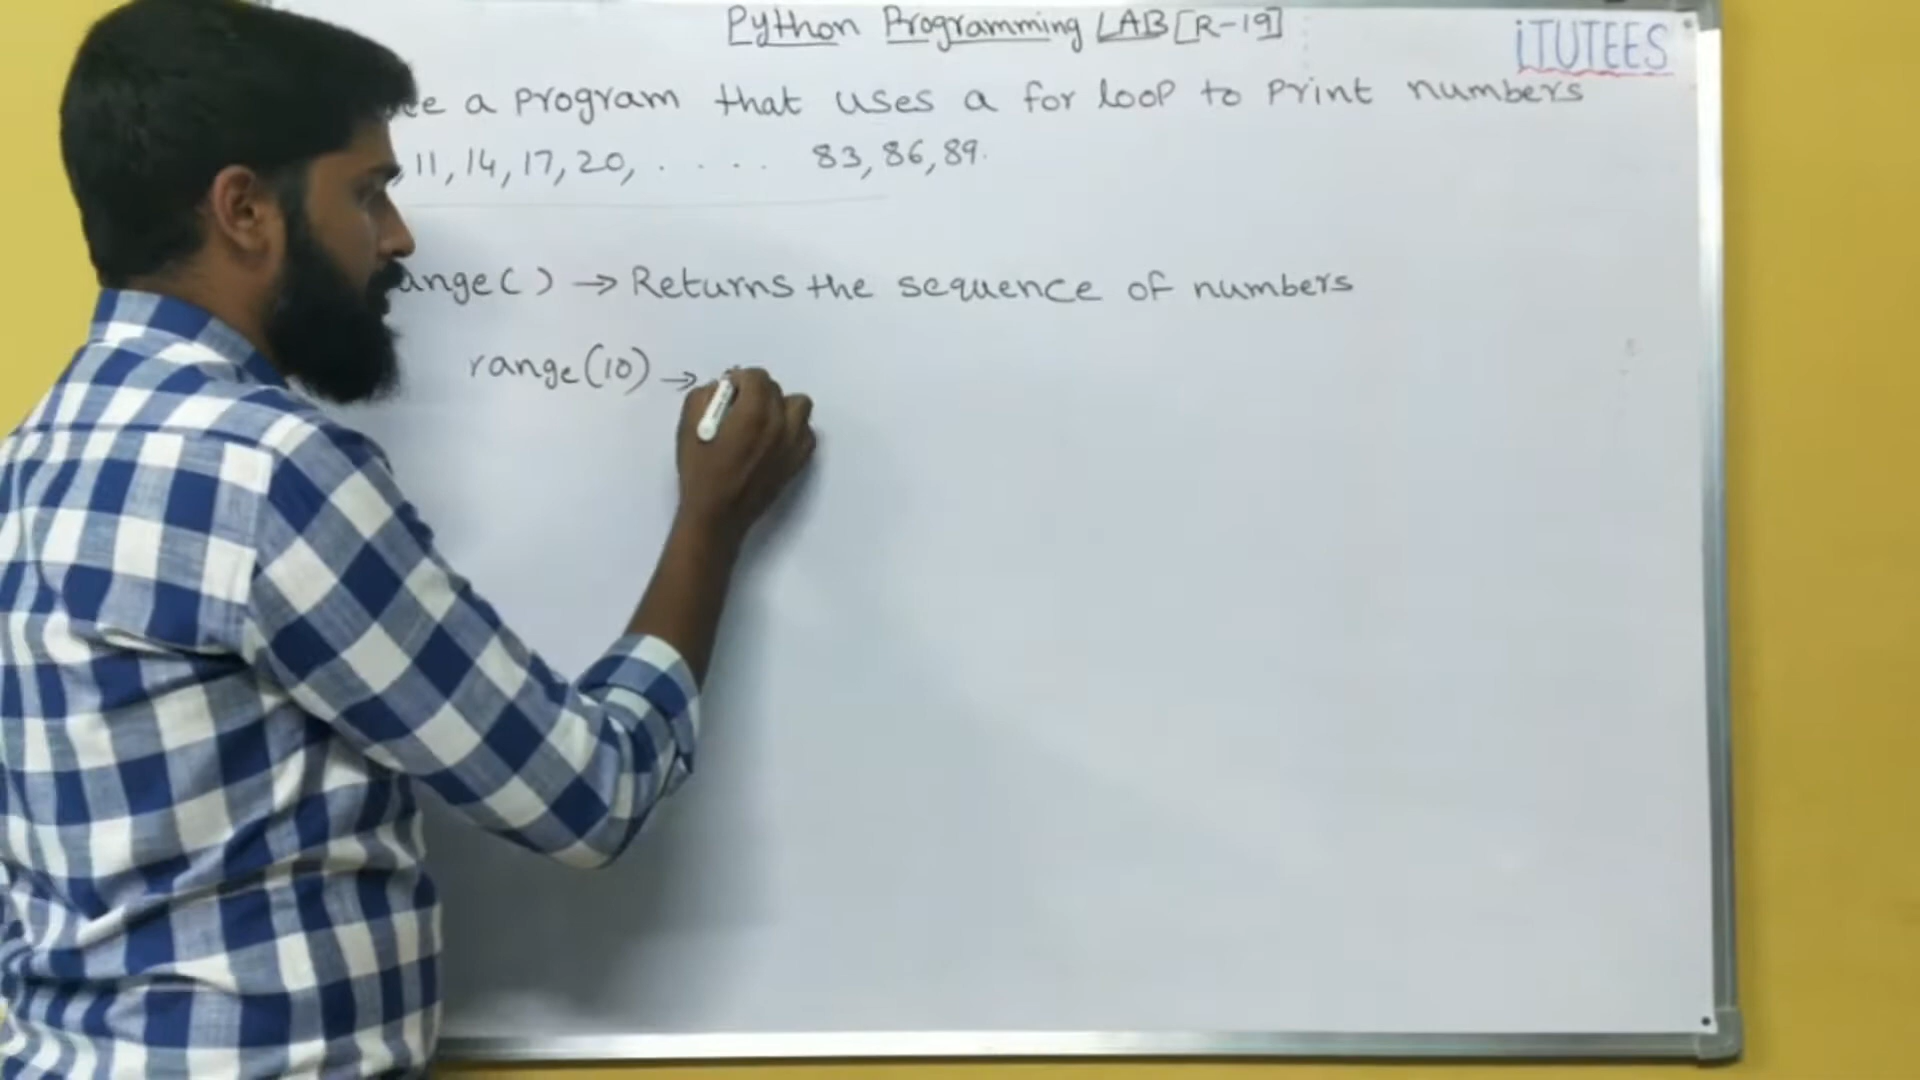 Python Programming LAB [R-19]
iTUTEES
a program that uses a for loop to print numbers
, 11, 14, 17, 20, . . . . 83, 86, 89.
ange( ) → Returns the sequence of numbers
range(10) →